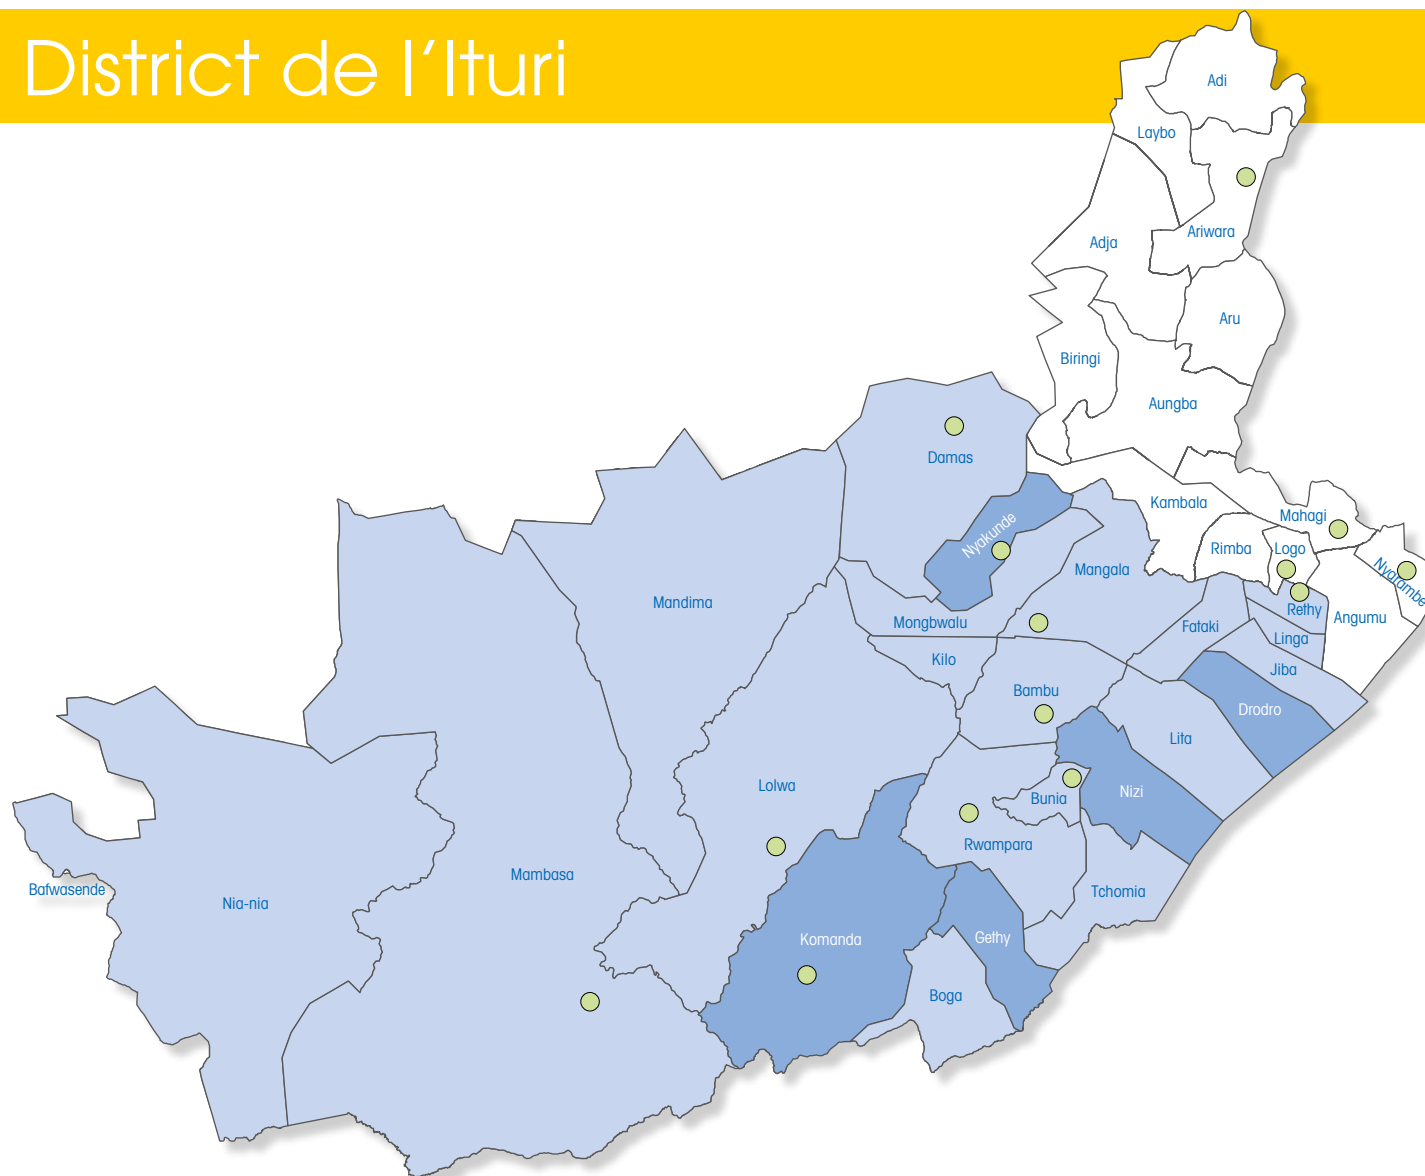 District de l'Ituri
Adi
Laybo
Ariwara
Adja
Aru
Biringi
Aungba
Damas
Kambala
Mahagi
Nyakunde
Rimba
Logo
Mangala
Nyarambe
Mandima
Rethy
Angumu
Mongbwalu
Fataki
Linga
Kilo
Jiba
Bambu
Drodro
Lita
Lolwa
Nizi
Bunia
Rwampara
Mambasa
Bafwasende
Tchomia
Nia-nia
Komanda
Gethy
Boga